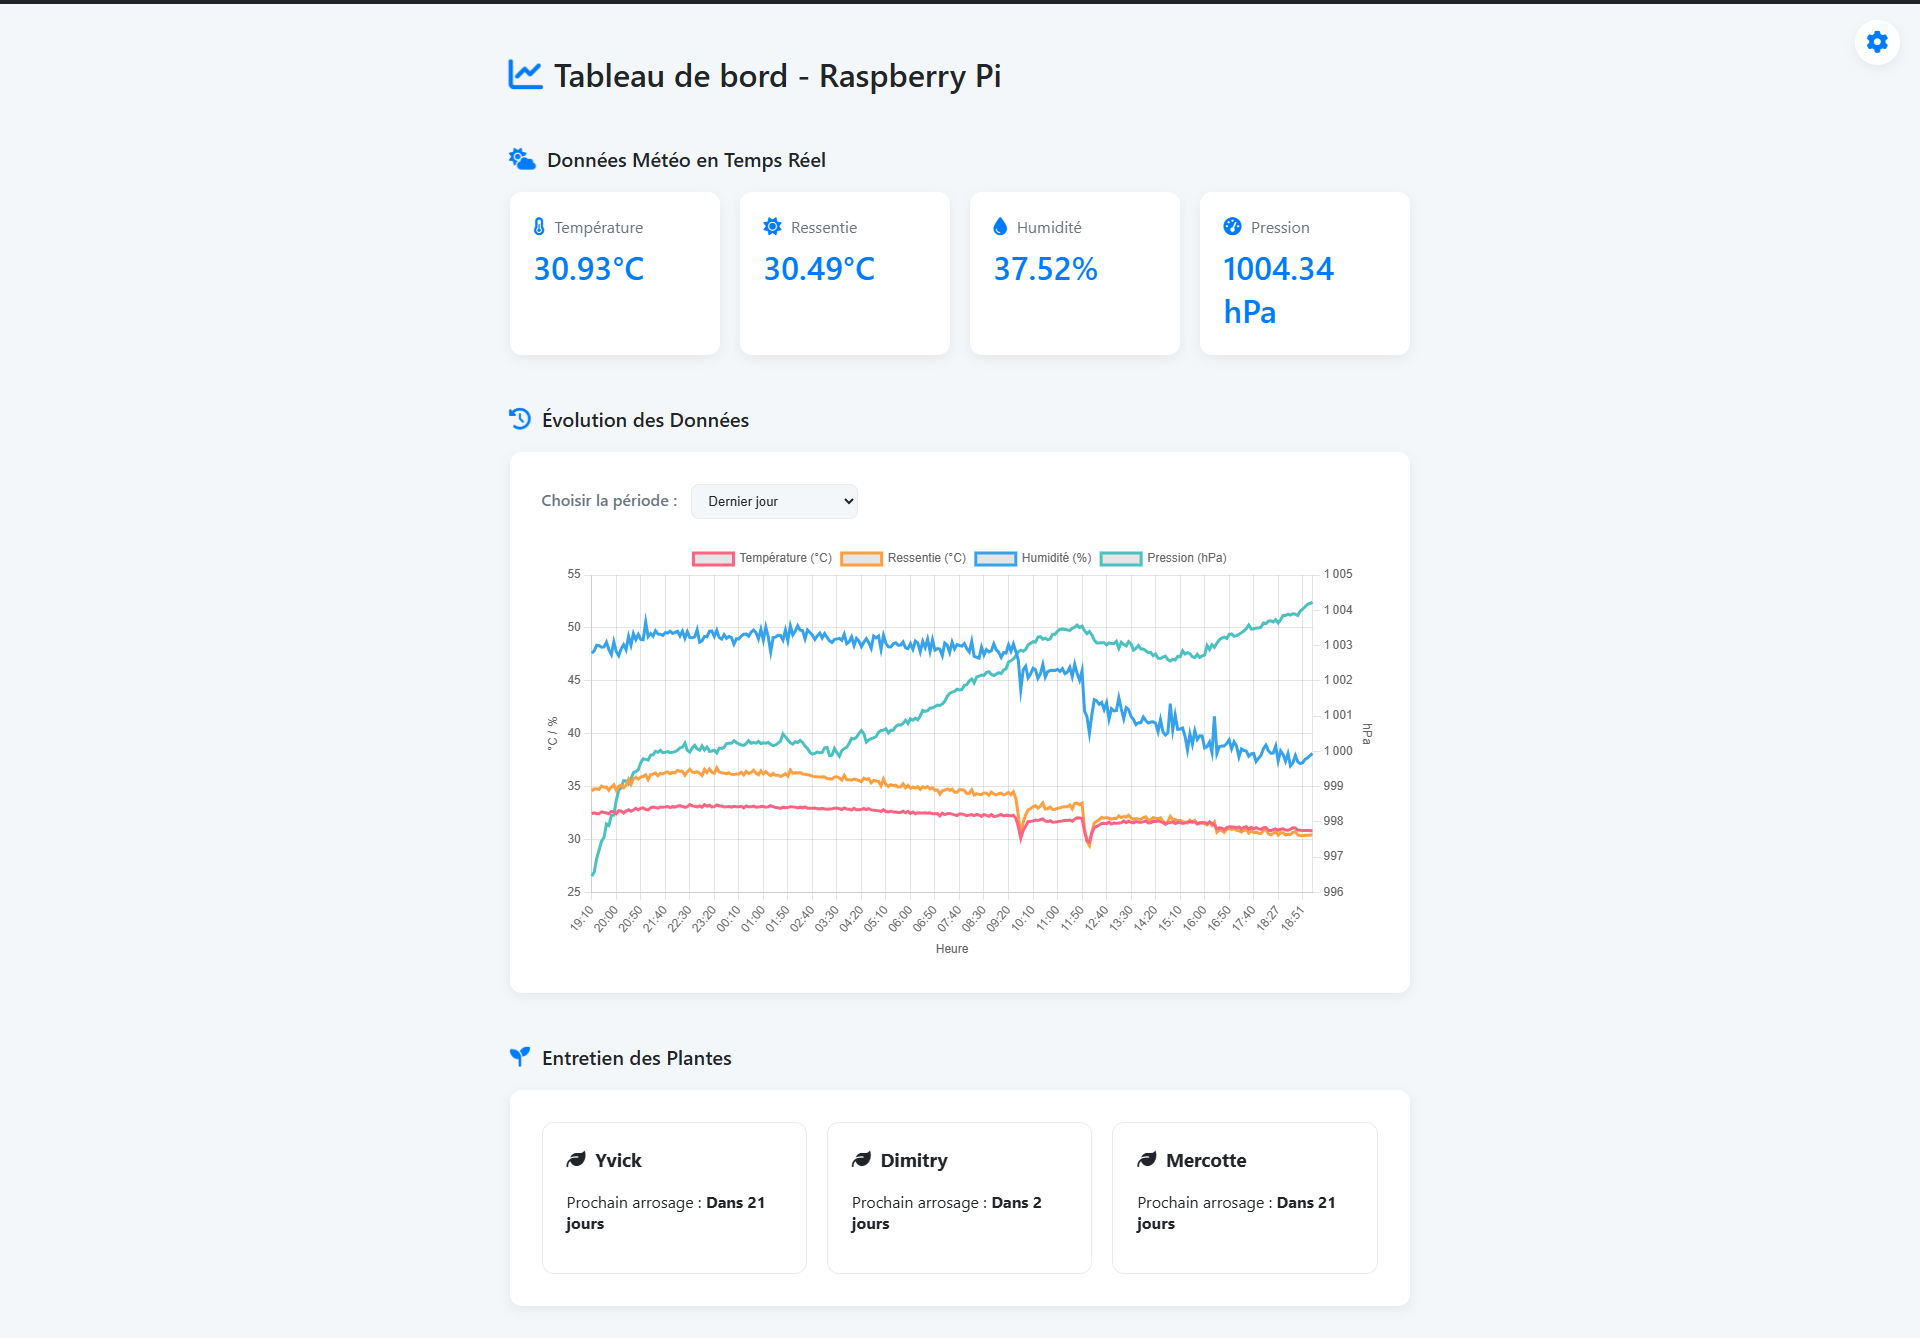 Tableau de bord - Raspberry Pi
Données Météo en Temps Réel
Température
30.93°C
Ressentie
30.49°C
Humidité
37.52%
Pression
1004.34
hPa
Évolution des Données
Choisir la période :
Dernier jour
Température (°C) Ressentie (°C) Humidité (%) Pression (hPa)
55
50
45
40
35
30
25
°C / %
1 005
1 004
1 003
1 002
1 001
1 000
999
998
997
996
hPa
19:10 20:00 20:50 21:40 22:30 23:20 00:10 01:00 01:50 02:40 03:30 04:20 05:10 06:00 06:50 07:40 08:30 09:20 10:10 11:00 11:50 12:40 13:30 14:20 15:10 16:00 16:50 17:40 18:27 18:51
Heure
Entretien des Plantes
Yvick
Prochain arrosage : Dans 21
jours
Dimitry
Prochain arrosage : Dans 2
jours
Mercotte
Prochain arrosage : Dans 21
jours